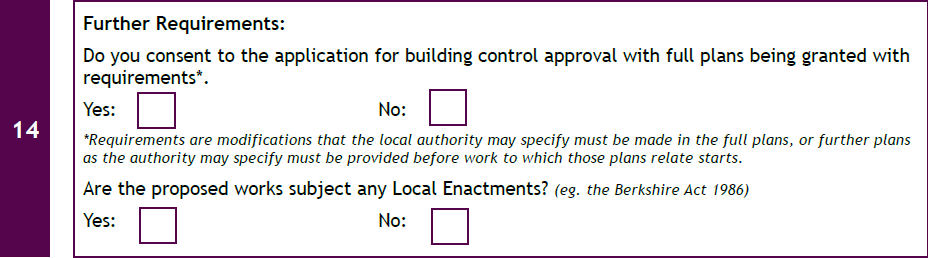 Further Requirements:
Do you consent to the application for building control approval with full plans being granted with
requirements*.
Yes: No:
14
*Requirements are modifications that the local authority may specify must be made in the full plans, or further plans
as the authority may specify must be provided before work to which those plans relate starts.
Are the proposed works subject any Local Enactments? (eg. the Berkshire Act 1986)
Yes: No: